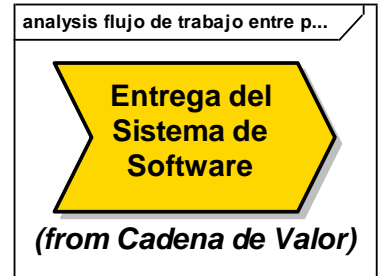 analysis flujo de trabajo entre p...
Entrega del
Sistema de
Software
(from Cadena de Valor)